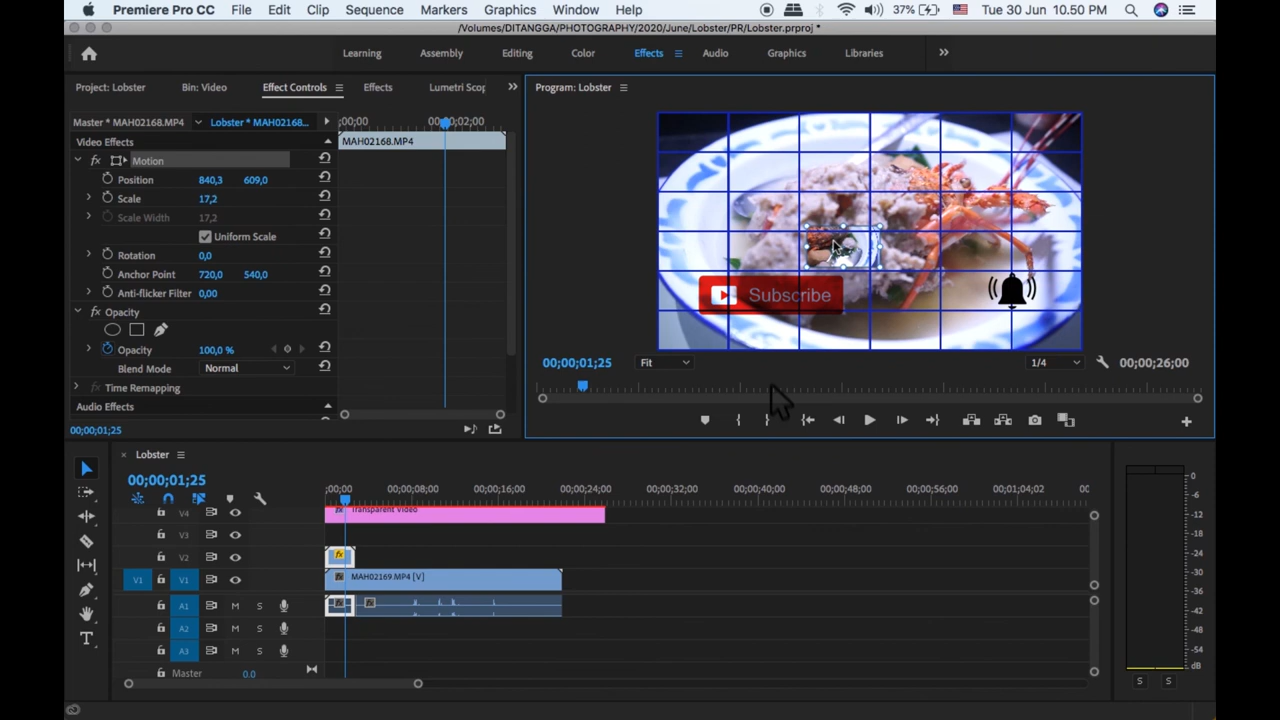 Premiere Pro CC File Edit Clip Sequence Markers Graphics Window Help 37% Tue 30 Jun 10.50 PM
/Volumes/DITANGGA/PHOTOGRAPHY/2020/June/Lobster/PR/Lobster.prproj *
Learning Assembly Editing Color Effects Audio Graphics Libraries
Project: Lobster Bin: Video Effect Controls Effects Lumetri Scop Program: Lobster
Master * MAH02168.MP4 Lobster * MAH02168... ;00;00 00;00;02;00
Video Effects MAH02168.MP4
fx Motion
Position 840,3 609,0
Scale 17,2
Scale Width 17,2
Uniform Scale
Rotation 0,0
Anchor Point 720,0 540,0
Anti-flicker Filter 0,00
fx Opacity
Opacity 100,0 %
Blend Mode Normal
fx Time Remapping
Audio Effects
00;00;01;25
Subscribe
00;00;01;25 Fit 1/4 00;00;26;00
Lobster
00;00;01;25
;00;00 00;00;08;00 00;00;16;00 00;00;24;00 00;00;32;00 00;00;40;00 00;00;48;00 00;00;56;00 00;01;04;02 00
V4 fx Transparent Video
V3
V2 fx
V1 V1 fx MAH02169.MP4 [V]
A1 M S fx fx
A2 M S
A3 M S
Master 0.0
0
-6
-12
-18
-24
-30
-36
-42
-48
-54
dB
S S